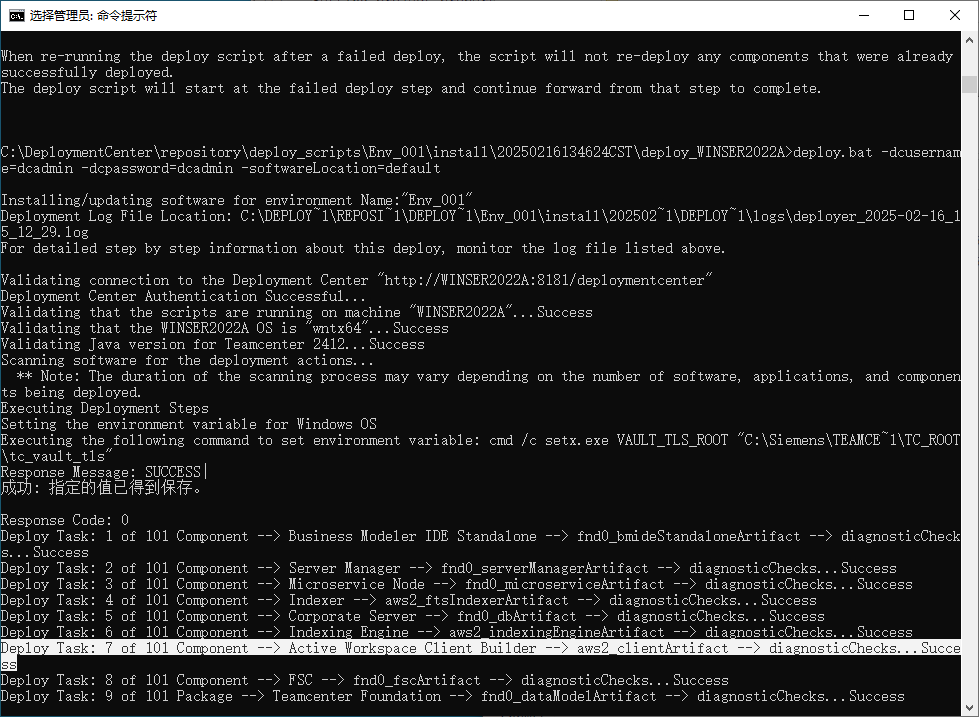 选择管理员: 命令提示符
When re-running the deploy script after a failed deploy, the script will not re-deploy any components that were already
successfully deployed.
The deploy script will start at the failed deploy step and continue forward from that step to complete.
C:\DeploymentCenter\repository\deploy_scripts\Env_001\install\20250216134624CST\deploy_WINSER2022A>deploy.bat -dcusernam
e=dcadmin -dcpassword=dcadmin -softwareLocation=default
Installing/updating software for environment Name:"Env_001"
Deployment Log File Location: C:\DEPLOY~1\REPOSI~1\DEPLOY~1\Env_001\install\202502~1\DEPLOY~1\logs\deployer_2025-02-16_1
5_12_29.log
For detailed step by step information about this deploy, monitor the log file listed above.
Validating connection to the Deployment Center "http://WINSER2022A:8181/deploymentcenter"
Deployment Center Authentication Successful...
Validating that the scripts are running on machine "WINSER2022A"...Success
Validating that the WINSER2022A OS is "wntx64"...Success
Validating Java version for Teamcenter 2412...Success
Scanning software for the deployment actions...
  ** Note: The duration of the scanning process may vary depending on the number of software, applications, and componen
ts being deployed.
Executing Deployment Steps
Setting the environment variable for Windows OS
Executing the following command to set environment variable: cmd /c setx.exe VAULT_TLS_ROOT "C:\Siemens\TEAMCE~1\TC_ROOT
\tc_vault_tls"
Response Message: SUCCESS|
成功: 指定的值已得到保存。
Response Code: 0
Deploy Task: 1 of 101 Component --> Business Modeler IDE Standalone --> fnd0_bmideStandaloneArtifact --> diagnosticCheck
s...Success
Deploy Task: 2 of 101 Component --> Server Manager --> fnd0_serverManagerArtifact --> diagnosticChecks...Success
Deploy Task: 3 of 101 Component --> Microservice Node --> fnd0_microserviceArtifact --> diagnosticChecks...Success
Deploy Task: 4 of 101 Component --> Indexer --> aws2_ftsIndexerArtifact --> diagnosticChecks...Success
Deploy Task: 5 of 101 Component --> Corporate Server --> fnd0_dbArtifact --> diagnosticChecks...Success
Deploy Task: 6 of 101 Component --> Indexing Engine --> aws2_indexingEngineArtifact --> diagnosticChecks...Success
Deploy Task: 7 of 101 Component --> Active Workspace Client Builder --> aws2_clientArtifact --> diagnosticChecks...Succe
ss
Deploy Task: 8 of 101 Component --> FSC --> fnd0_fscArtifact --> diagnosticChecks...Success
Deploy Task: 9 of 101 Package --> Teamcenter Foundation --> fnd0_dataModelArtifact --> diagnosticChecks...Success